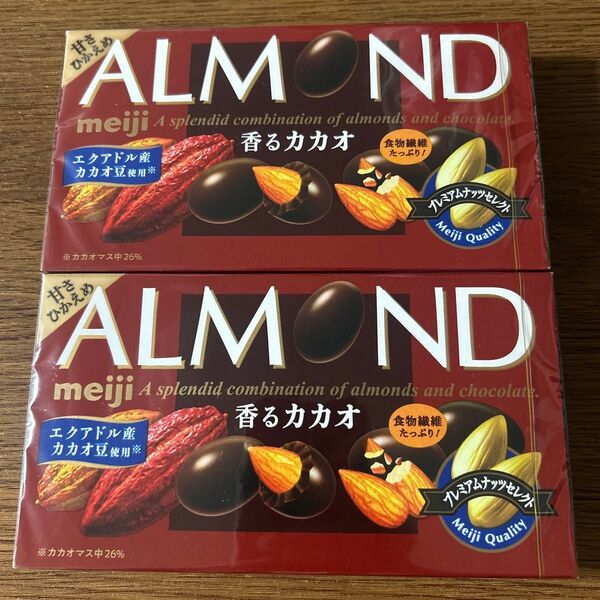 甘さ
ひかえめ
ALMOND
meiji A splendid combination of almonds and chocolate.
香るカカオ
エクアドル産
カカオ豆使用※
食物繊維
たっぷり!
プレミアムナッツセレクト
Meiji Quality
※カカオマス中26%
甘さ
ひかえめ
ALMOND
meiji A splendid combination of almonds and chocolate.
香るカカオ
エクアドル産
カカオ豆使用※
食物繊維
たっぷり!
プレミアムナッツセレクト
Meiji Quality
※カカオマス中26%